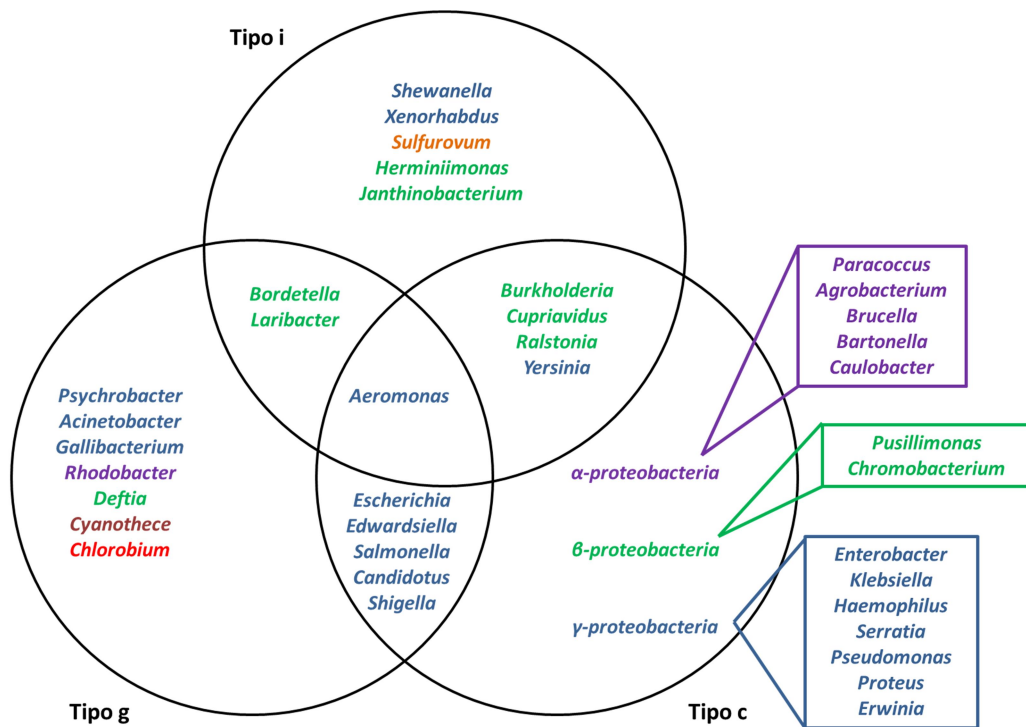 Tipo i
Shewanella
Xenorhabdus
Sulfurovum
Herminiimonas
Janthinobacterium
Bordetella
Laribacter
Burkholderia
Cupriavidus
Ralstonia
Yersinia
Paracoccus
Agrobacterium
Brucella
Bartonella
Caulobacter
Psychrobacter
Acinetobacter
Gallibacterium
Rhodobacter
Deftia
Cyanothece
Chlorobium
Aeromonas
Escherichia
Edwardsiella
Salmonella
Candidotus
Shigella
α-proteobacteria
β-proteobacteria
γ-proteobacteria
Pusillimonas
Chromobacterium
Enterobacter
Klebsiella
Haemophilus
Serratia
Pseudomonas
Proteus
Erwinia
Tipo g
Tipo c